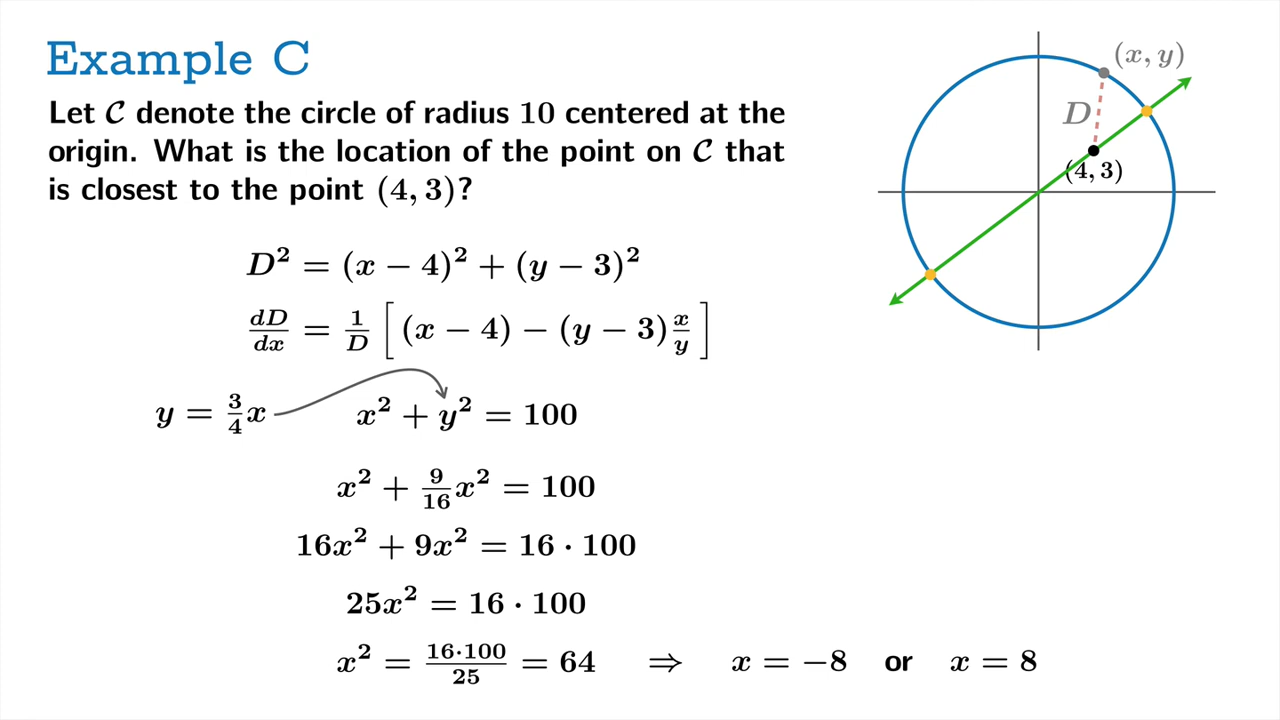 Example C
Let 𝒞 denote the circle of radius 10 centered at the
origin. What is the location of the point on 𝒞 that
is closest to the point (4, 3)?
D² = (x − 4)² + (y − 3)²
dD/dx = 1/D [ (x − 4) − (y − 3) x/y ]
y = 3/4 x x² + y² = 100
x² + 9/16 x² = 100
16x² + 9x² = 16 · 100
25x² = 16 · 100
x² = 16·100/25 = 64 ⇒ x = −8 or x = 8
(x, y)
D
(4, 3)